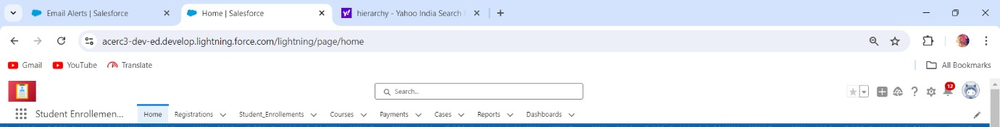 Email Alerts | Salesforce
Home | Salesforce
hierarchy - Yahoo India Search
acerc3-dev-ed.develop.lightning.force.com/lightning/page/home
Gmail YouTube Translate All Bookmarks
Search...
12
Student Enrollemen... Home Registrations Student_Enrollements Courses Payments Cases Reports Dashboards